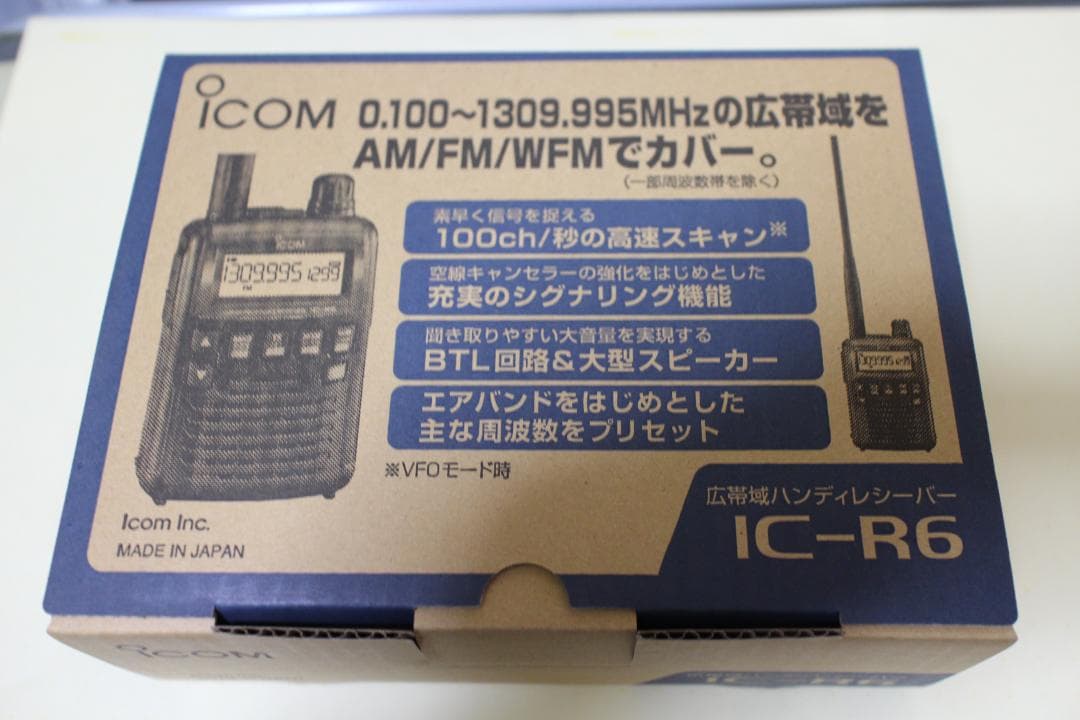 ICOM
0.100～1309.995MHzの広帯域を
AM/FM/WFMでカバー。
（一部周波数帯を除く）
素早く信号を捉える
100ch/秒の高速スキャン※
空線キャンセラーの強化をはじめとした
充実のシグナリング機能
聞き取りやすい大音量を実現する
BTL回路&大型スピーカー
エアバンドをはじめとした
主な周波数をプリセット
※VFOモード時
ICOM
1309.995 1299
FM
Icom Inc.
MADE IN JAPAN
広帯域ハンディレシーバー
IC-R6
ICOM